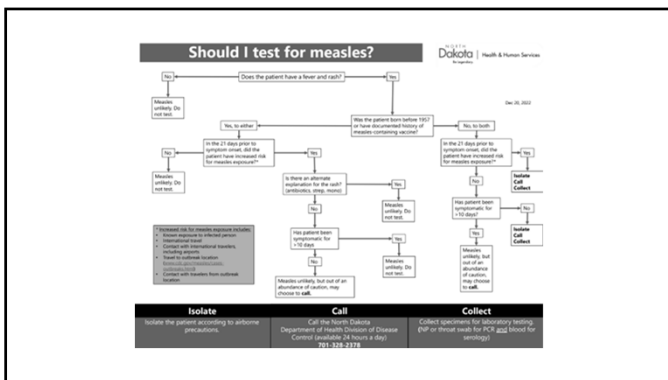 Should I test for measles?
NORTH
Dakota | Health & Human Services
Be Legendary.
Dec 20, 2022
Does the patient have a fever and rash?
No
Yes
Measles
unlikely. Do
not test.
Was the patient born before 1957
or have documented history of
measles-containing vaccine?
Yes, to either
No, to both
In the 21 days prior to
symptom onset, did the
patient have increased risk
for measles exposure?*
No
Yes
Measles
unlikely. Do
not test.
Is there an alternate
explanation for the rash?
(antibiotics, strep, mono)
Yes
Measles
unlikely. Do
not test.
No
Has patient been
symptomatic for
>10 days
Yes
Measles
unlikely. Do
not test.
No
Measles unlikely, but out of an
abundance of caution, may
choose to call.
In the 21 days prior to
symptom onset, did the
patient have increased risk
for measles exposure?*
Yes
Isolate
Call
Collect
No
Has patient been
symptomatic for
>10 days?
No
Isolate
Call
Collect
Yes
Measles
unlikely, but
out of an
abundance
of caution,
may choose
to call.
* Increased risk for measles exposure includes:
• Known exposure to infected person
• International travel
• Contact with international travelers,
including airports
• Travel to outbreak location
• Contact with travelers from outbreak
location
Isolate
Isolate the patient according to airborne
precautions.
Call
Call the North Dakota
Department of Health Division of Disease
Control (available 24 hours a day)
701-328-2378
Collect
Collect specimens for laboratory testing.
(NP or throat swab for PCR and blood for
serology)